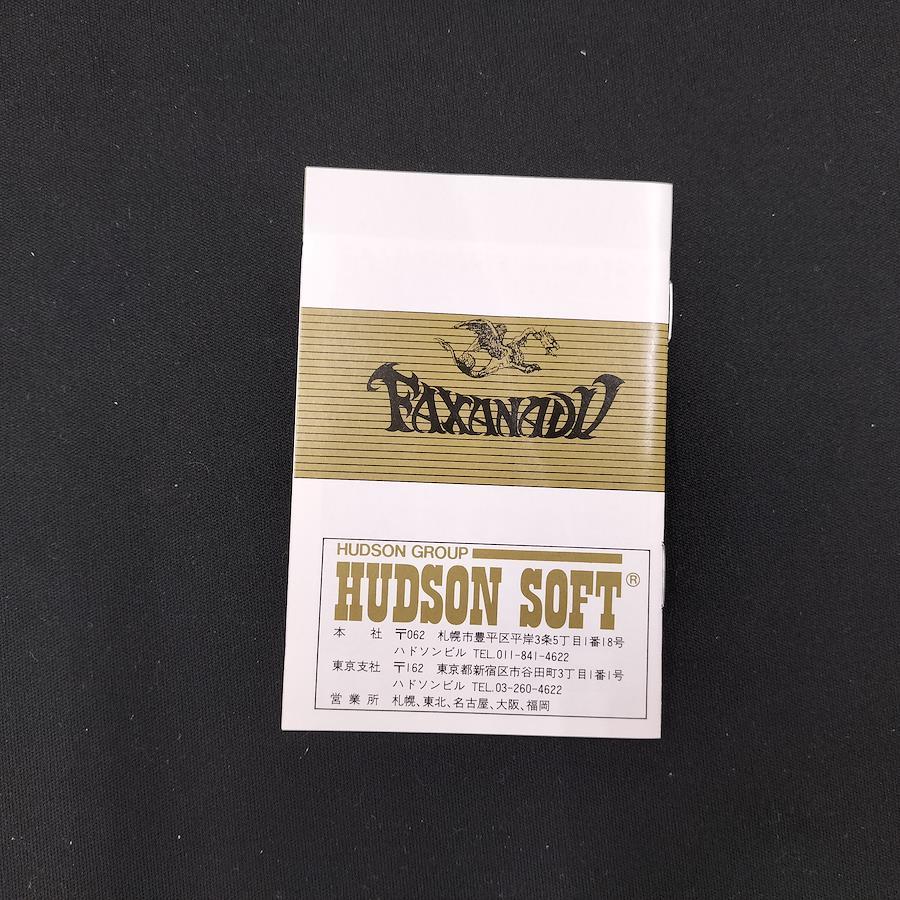 FAXANADU
HUDSON GROUP
HUDSON SOFT®
本 社 〒062 札幌市豊平区平岸3条5丁目1番18号
ハドソンビル TEL.011-841-4622
東京支社 〒162 東京都新宿区市谷田町3丁目1番1号
ハドソンビル TEL.03-260-4622
営業所 札幌、東北、名古屋、大阪、福岡